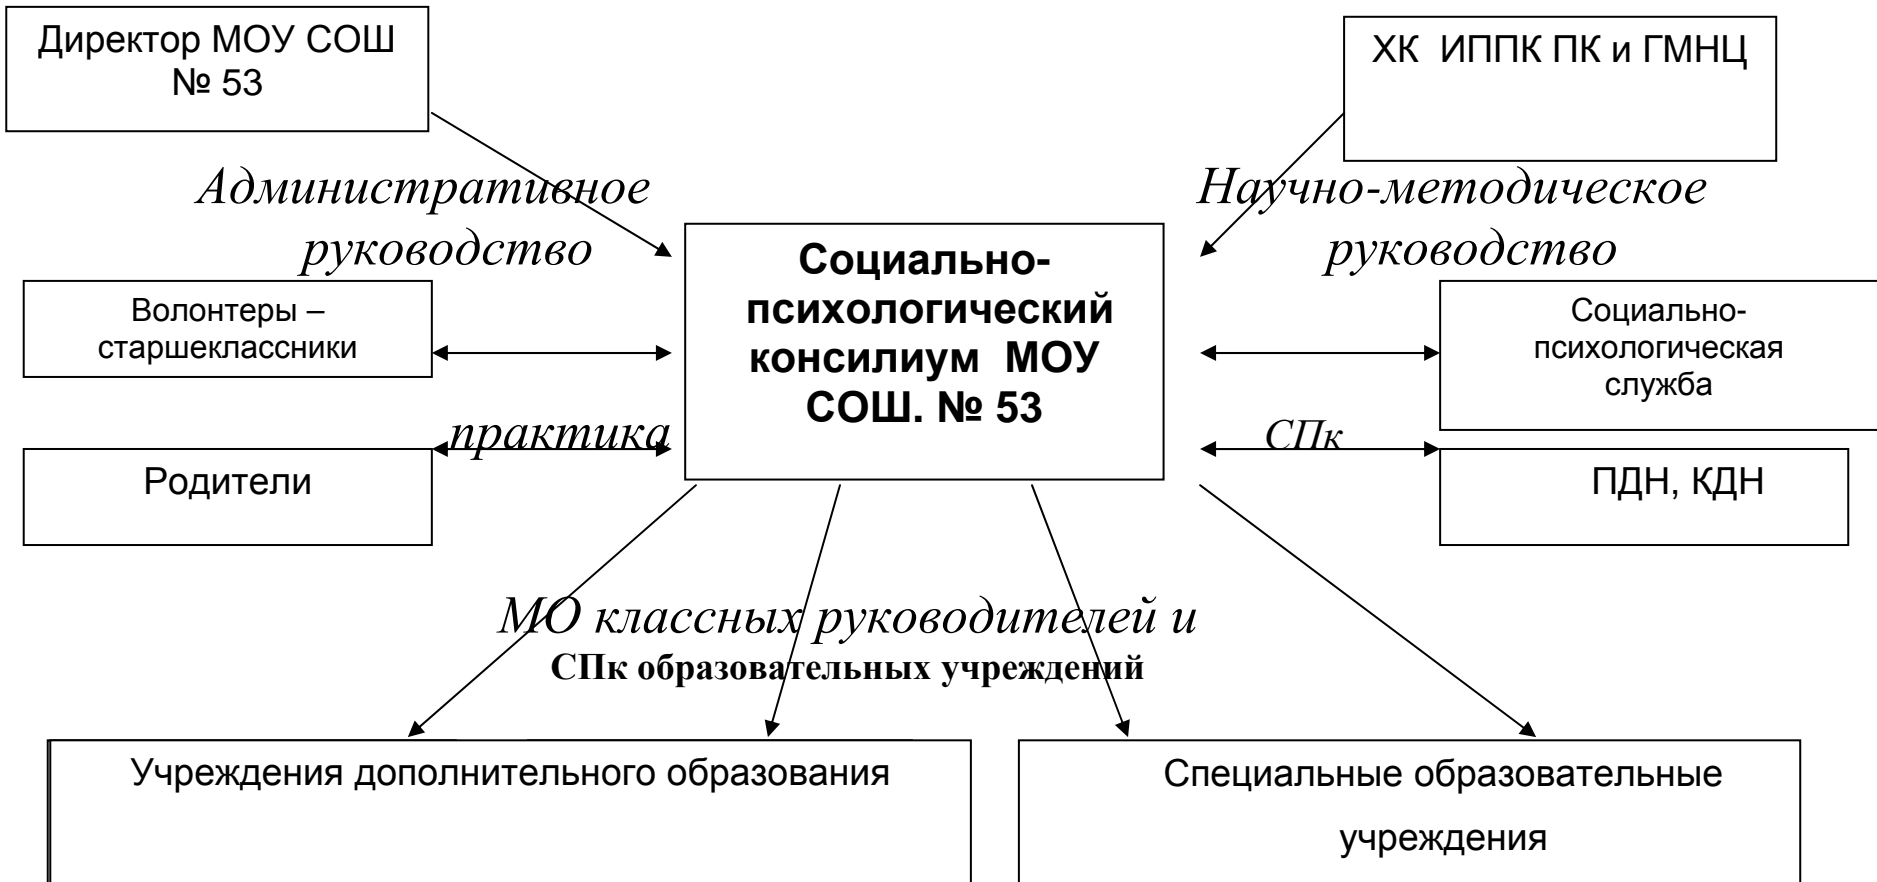 Директор МОУ СОШ
№ 53
ХК  ИППК ПК и ГМНЦ
Административное
руководство
Научно-методическое
руководство
Социально-
психологический
консилиум  МОУ
СОШ. № 53
Волонтеры –
старшеклассники
Социально-
психологическая
служба
практика
СПк
Родители
ПДН, КДН
МО классных руководителей и
СПк образовательных учреждений
Учреждения дополнительного образования
Специальные образовательные
учреждения